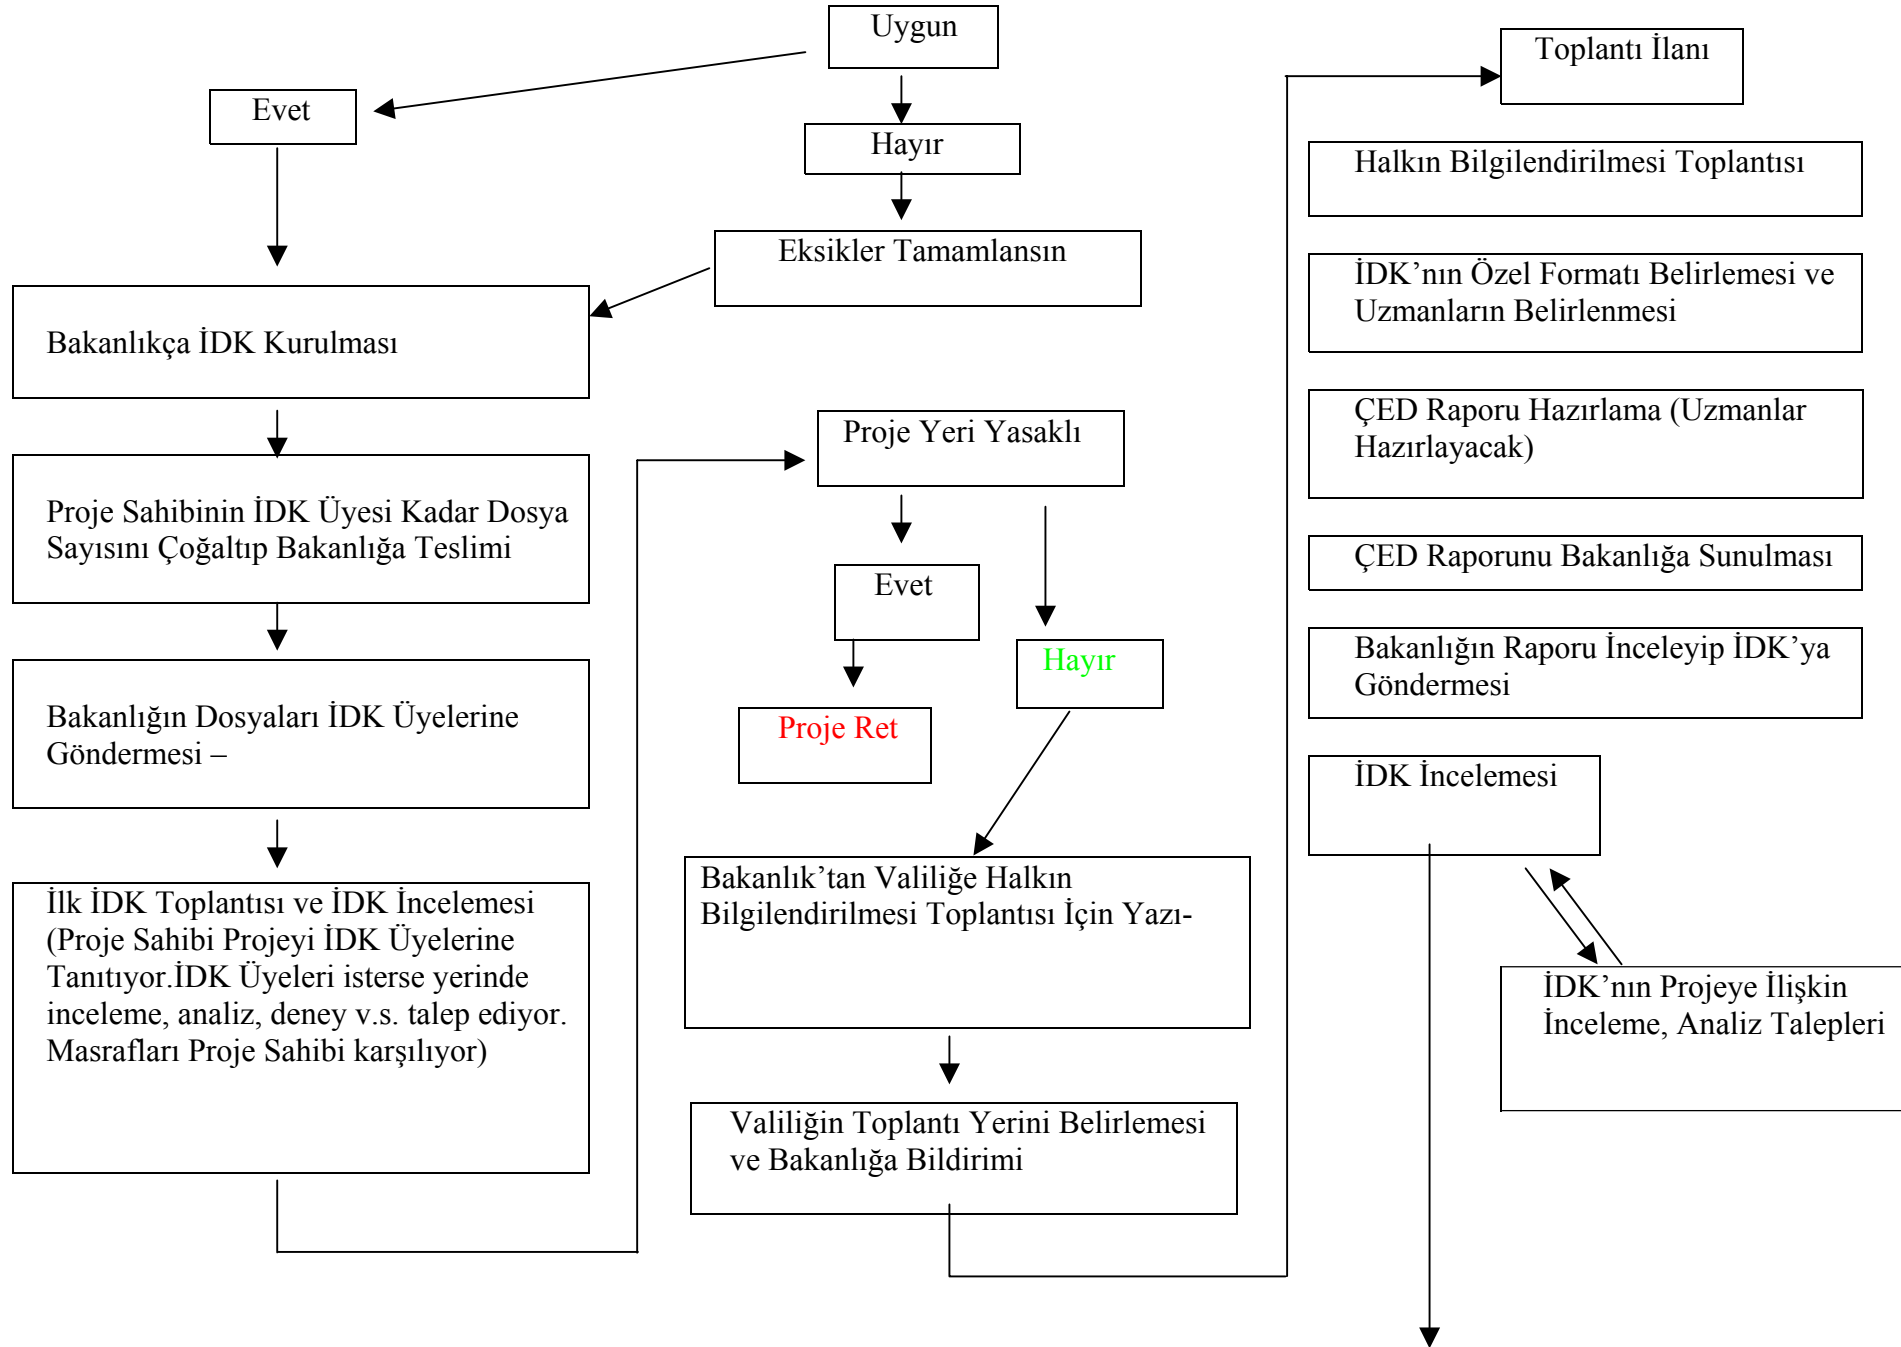 Uygun
Evet
Hayır
Eksikler Tamamlansın
Bakanlıkça İDK Kurulması
Proje Sahibinin İDK Üyesi Kadar Dosya
Sayısını Çoğaltıp Bakanlığa Teslimi
Bakanlığın Dosyaları İDK Üyelerine
Göndermesi –
İlk İDK Toplantısı ve İDK İncelemesi
(Proje Sahibi Projeyi İDK Üyelerine
Tanıtıyor.İDK Üyeleri isterse yerinde
inceleme, analiz, deney v.s. talep ediyor.
Masrafları Proje Sahibi karşılıyor)
Proje Yeri Yasaklı
Evet
Hayır
Proje Ret
Bakanlık’tan Valiliğe Halkın
Bilgilendirilmesi Toplantısı İçin Yazı-
Valiliğin Toplantı Yerini Belirlemesi
ve Bakanlığa Bildirimi
Toplantı İlanı
Halkın Bilgilendirilmesi Toplantısı
İDK’nın Özel Formatı Belirlemesi ve
Uzmanların Belirlenmesi
ÇED Raporu Hazırlama (Uzmanlar
Hazırlayacak)
ÇED Raporunu Bakanlığa Sunulması
Bakanlığın Raporu İnceleyip İDK’ya
Göndermesi
İDK İncelemesi
İDK’nın Projeye İlişkin
İnceleme, Analiz Talepleri